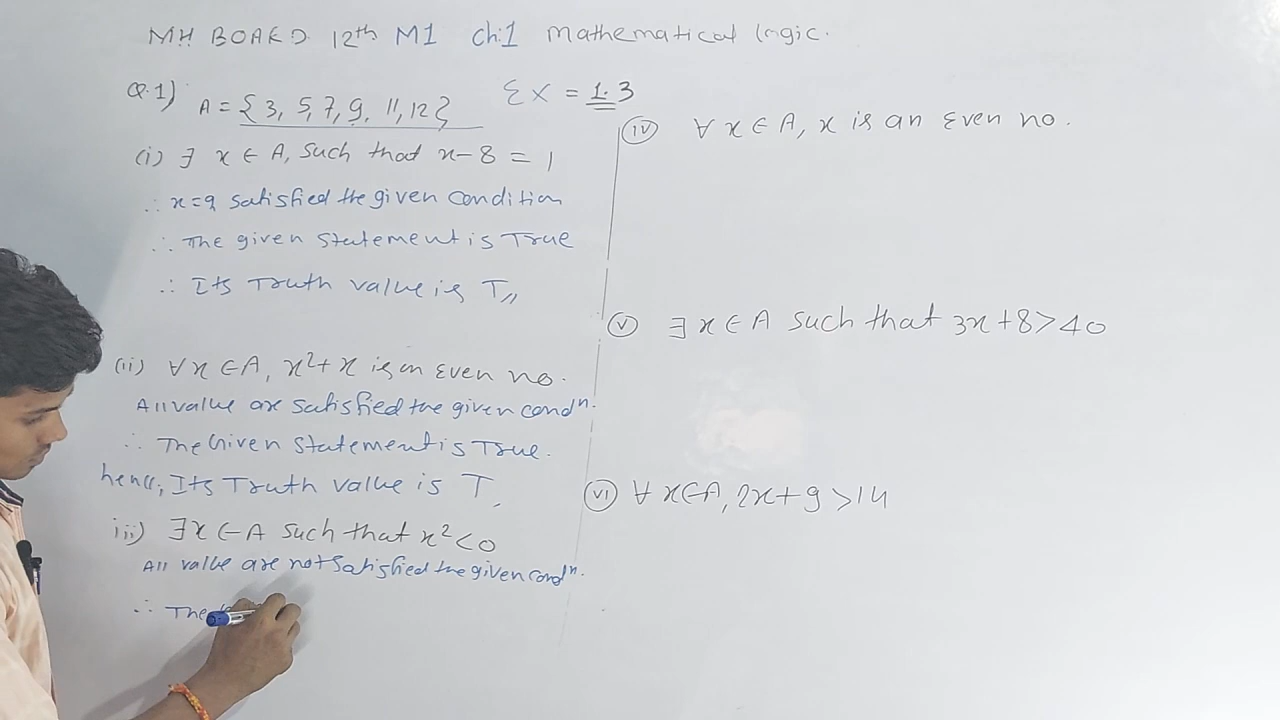 MH BOARD 12th M1 ch:1 Mathematical logic.
Q.1) A = {3, 5, 7, 9, 11, 12}
Ex = 1.3
(i) ∃ x ∈ A, Such that x-8 = 1
∴ x=9 satisfied the given condition
∴ The given statement is True
∴ Its Truth value is T
(ii) ∀x ∈ A, x²+x is an Even no.
All value are satisfied the given condⁿ.
∴ The Given statement is True.
hence, Its Truth value is T
iii) ∃x ∈ A such that x²<0
All value are not satisfied the given condⁿ.
∴ The
(iv) ∀ x ∈ A, x is an Even no.
(v) ∃ x ∈ A such that 3x+8>40
(vi) ∀ x∈A, 2x+9>14